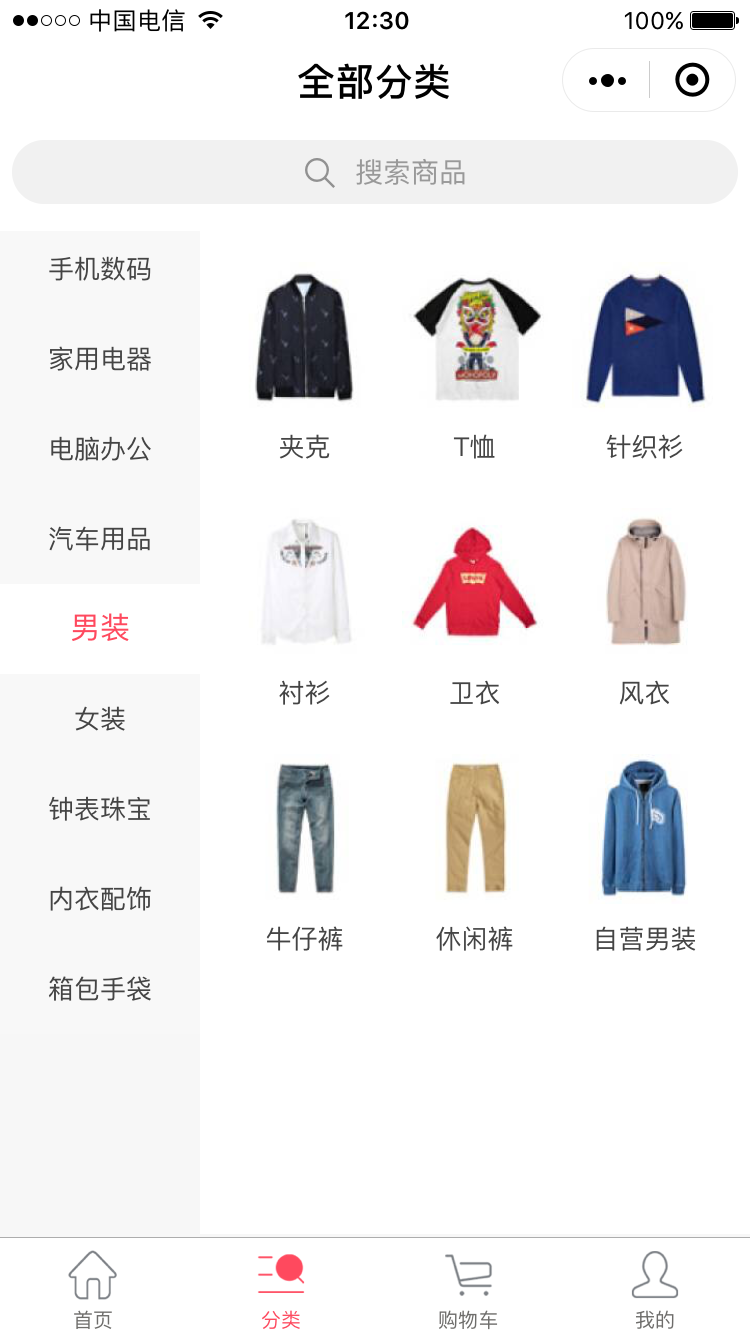 中国电信 12:30 100%
全部分类
搜索商品
手机数码
家用电器
电脑办公
汽车用品
男装
女装
钟表珠宝
内衣配饰
箱包手袋
夹克 T恤 针织衫
MONOPOLY
衬衫 卫衣 风衣
Levi's
牛仔裤 休闲裤 自营男装
首页 分类 购物车 我的